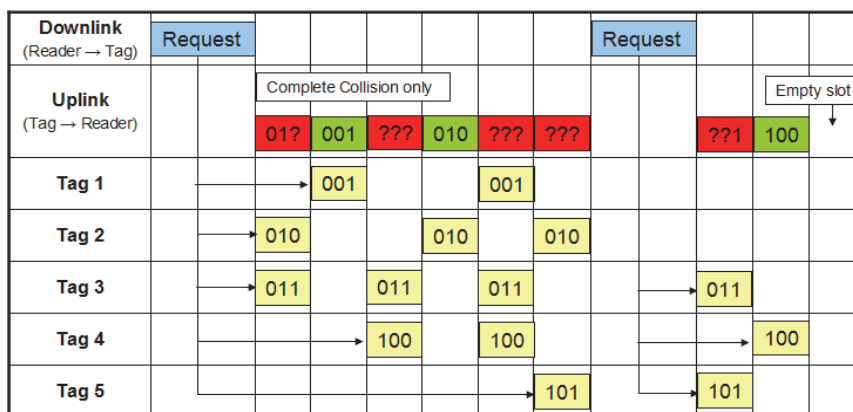 Downlink
(Reader → Tag)
Request
Request
Uplink
(Tag → Reader)
Complete Collision only
Empty slot
01? 001 ??? 010 ??? ??? ??1 100
Tag 1
001 001
Tag 2
010 010 010
Tag 3
011 011 011 011
Tag 4
100 100 100
Tag 5
101 101